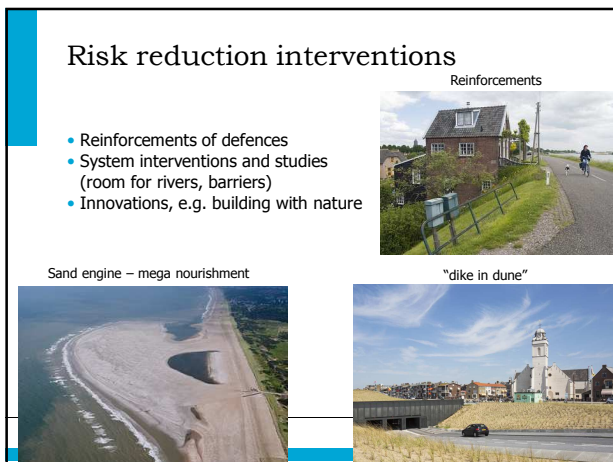 Risk reduction interventions
Reinforcements
• Reinforcements of defences
• System interventions and studies
(room for rivers, barriers)
• Innovations, e.g. building with nature
Sand engine – mega nourishment
“dike in dune”